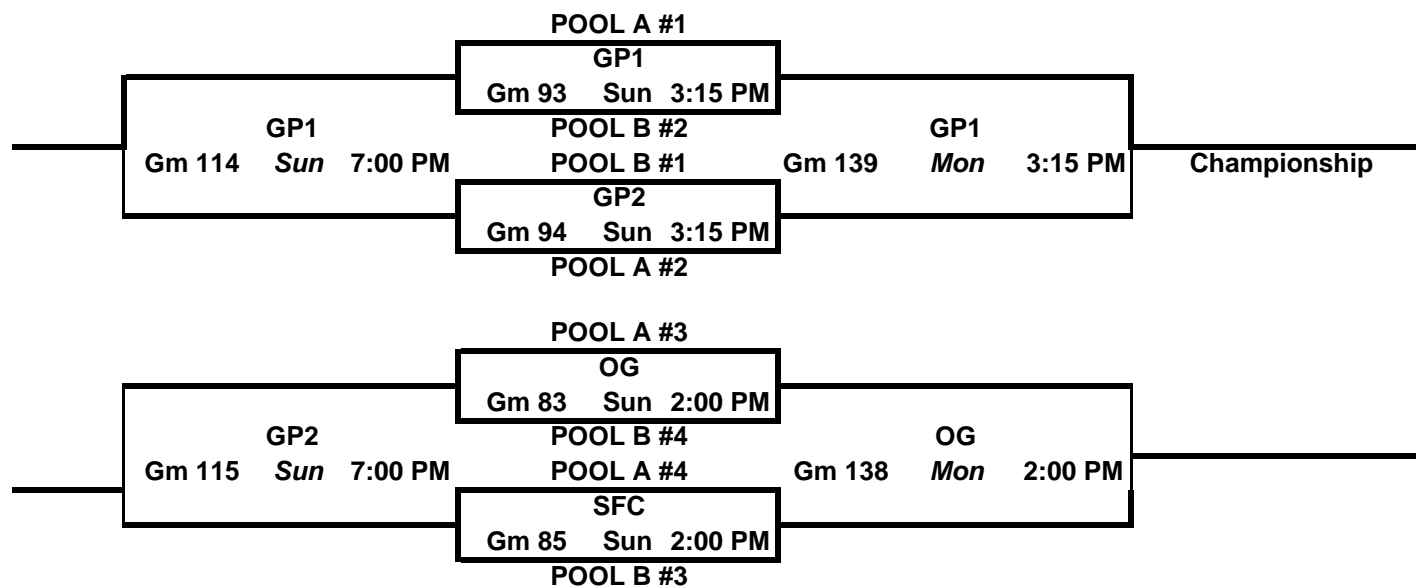 POOL A #1
GP1
Gm 93 Sun 3:15 PM
GP1 POOL B #2 GP1
Gm 114 Sun 7:00 PM POOL B #1 Gm 139 Mon 3:15 PM Championship
GP2
Gm 94 Sun 3:15 PM
POOL A #2
POOL A #3
OG
Gm 83 Sun 2:00 PM
GP2 POOL B #4 OG
Gm 115 Sun 7:00 PM POOL A #4 Gm 138 Mon 2:00 PM
SFC
Gm 85 Sun 2:00 PM
POOL B #3